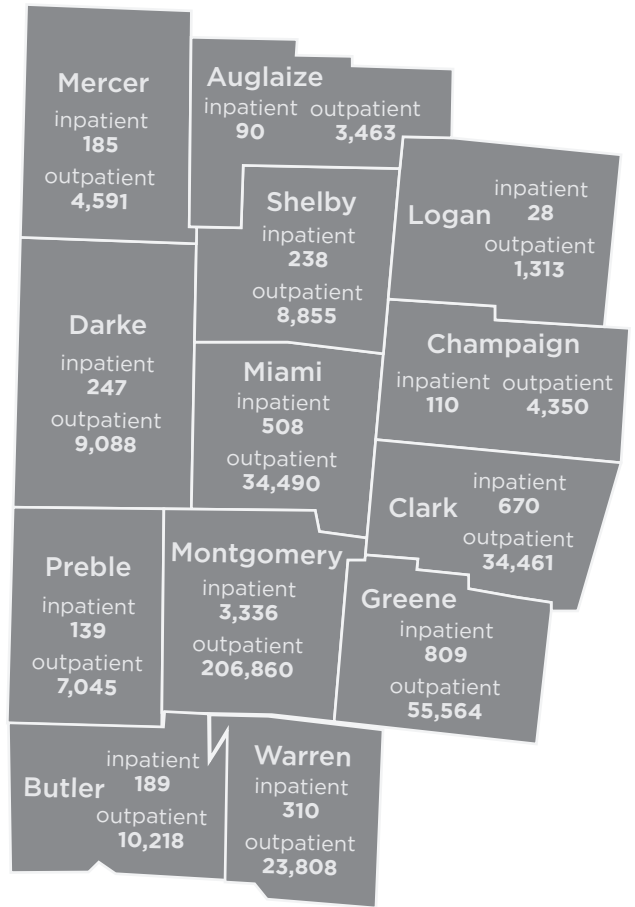 Mercer
inpatient
185
outpatient
4,591
Auglaize
inpatient outpatient
90 3,463
Shelby
inpatient
238
outpatient
8,855
Logan
inpatient
28
outpatient
1,313
Darke
inpatient
247
outpatient
9,088
Miami
inpatient
508
outpatient
34,490
Champaign
inpatient outpatient
110 4,350
Clark
inpatient
670
outpatient
34,461
Preble
inpatient
139
outpatient
7,045
Montgomery
inpatient
3,336
outpatient
206,860
Greene
inpatient
809
outpatient
55,564
Butler
inpatient
189
outpatient
10,218
Warren
inpatient
310
outpatient
23,808